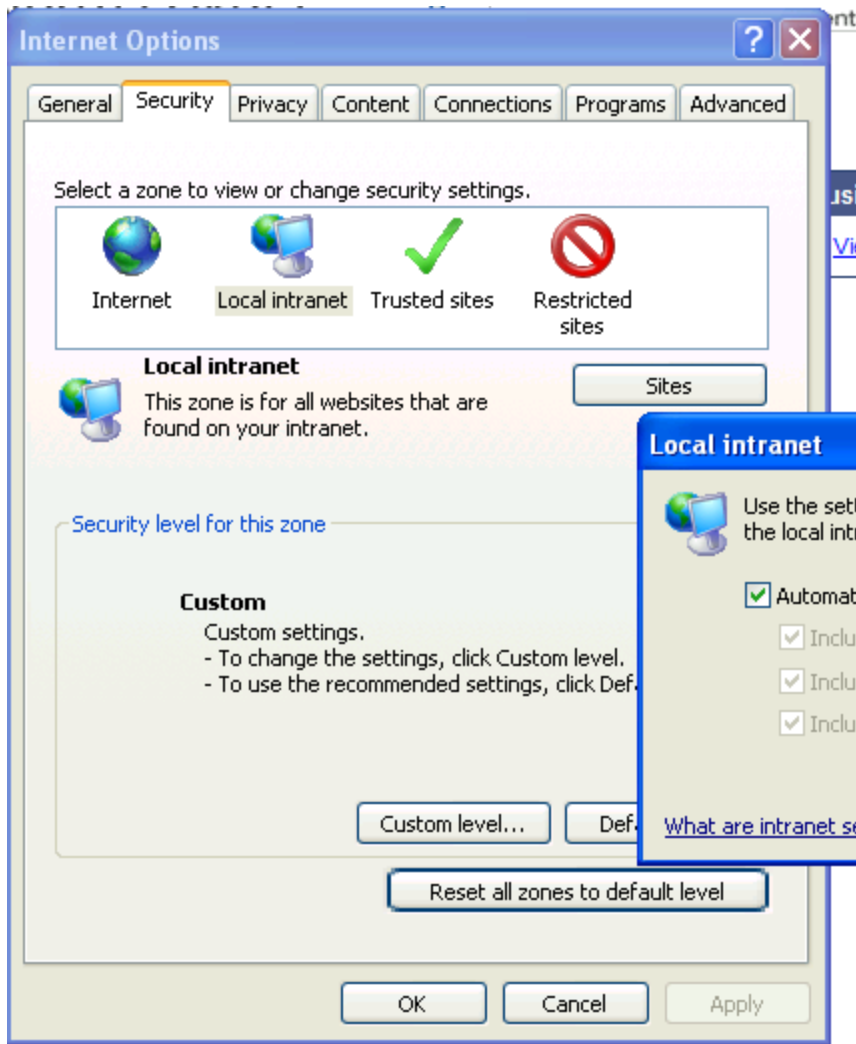 ent
Internet Options
General Security Privacy Content Connections Programs Advanced
Select a zone to view or change security settings.
usi
Vi
Internet Local intranet Trusted sites Restricted
sites
Local intranet
Sites
This zone is for all websites that are
found on your intranet.
Local intranet
Use the set
the local intr
Security level for this zone
Automat
Custom
Inclu
Custom settings.
- To change the settings, click Custom level.
Inclu
- To use the recommended settings, click Def
Inclu
Custom level... Def
What are intranet se
Reset all zones to default level
OK Cancel Apply